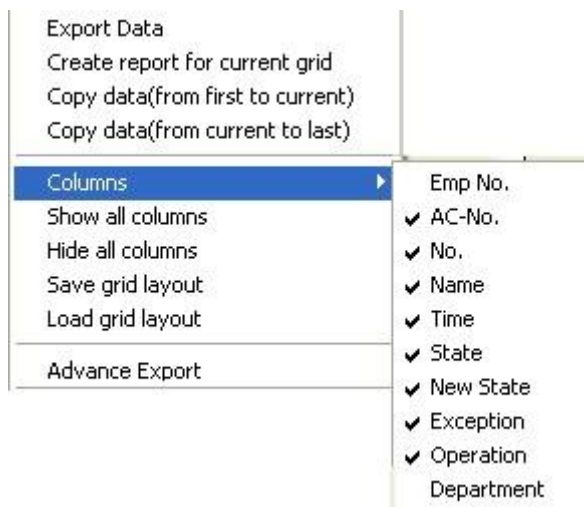 Export Data
Create report for current grid
Copy data(from first to current)
Copy data(from current to last)
Columns
Show all columns
Hide all columns
Save grid layout
Load grid layout
Advance Export
Emp No.
AC-No.
No.
Name
Time
State
New State
Exception
Operation
Department